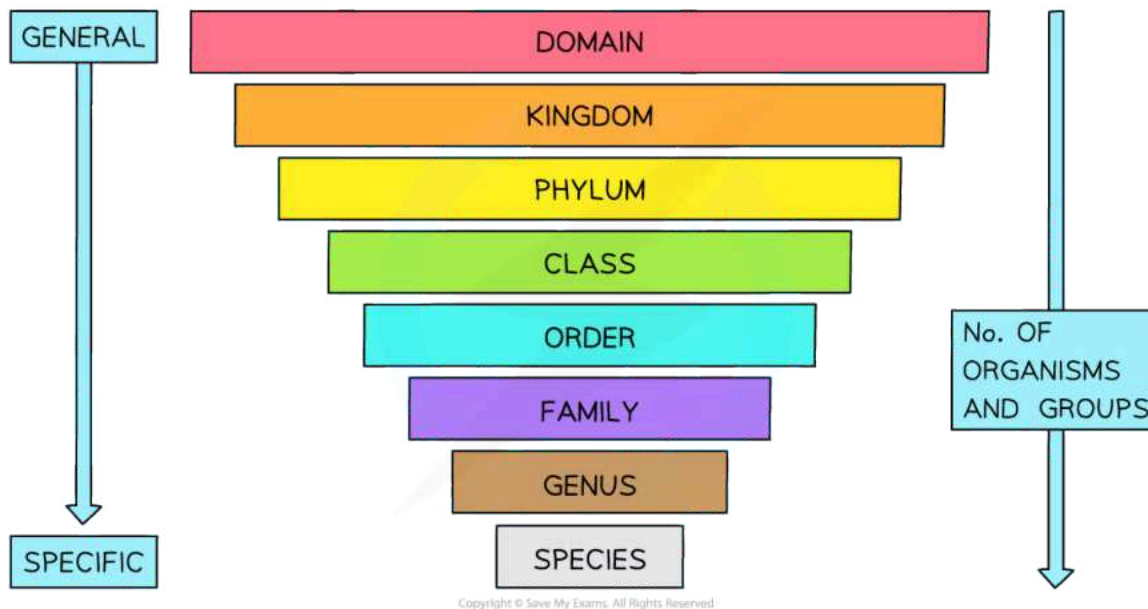 GENERAL
DOMAIN
KINGDOM
PHYLUM
CLASS
ORDER
No. OF
ORGANISMS
AND GROUPS
FAMILY
GENUS
SPECIES
SPECIFIC
Copyright © Save My Exams. All Rights Reserved